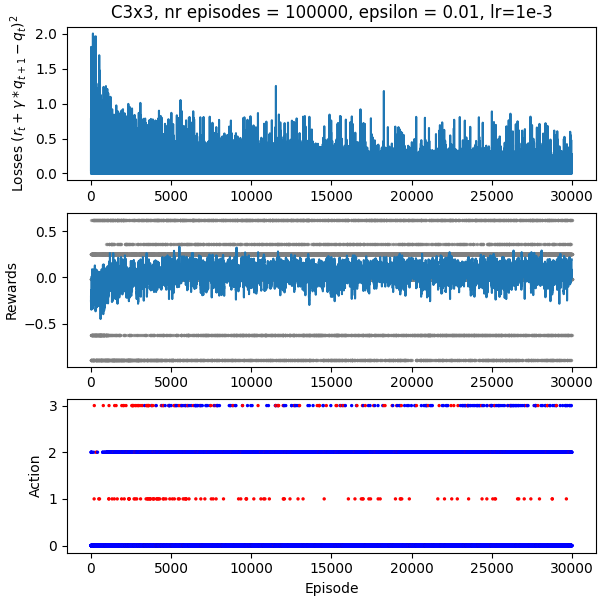 C3x3, nr episodes = 100000, epsilon = 0.01, lr=1e-3
Losses $(r_t + \gamma * q_{t+1} - q_t)^2$
2.0
1.5
1.0
0.5
0.0
0 5000 10000 15000 20000 25000 30000
Rewards
0.5
0.0
−0.5
0 5000 10000 15000 20000 25000 30000
Action
3
2
1
0
0 5000 10000 15000 20000 25000 30000
Episode